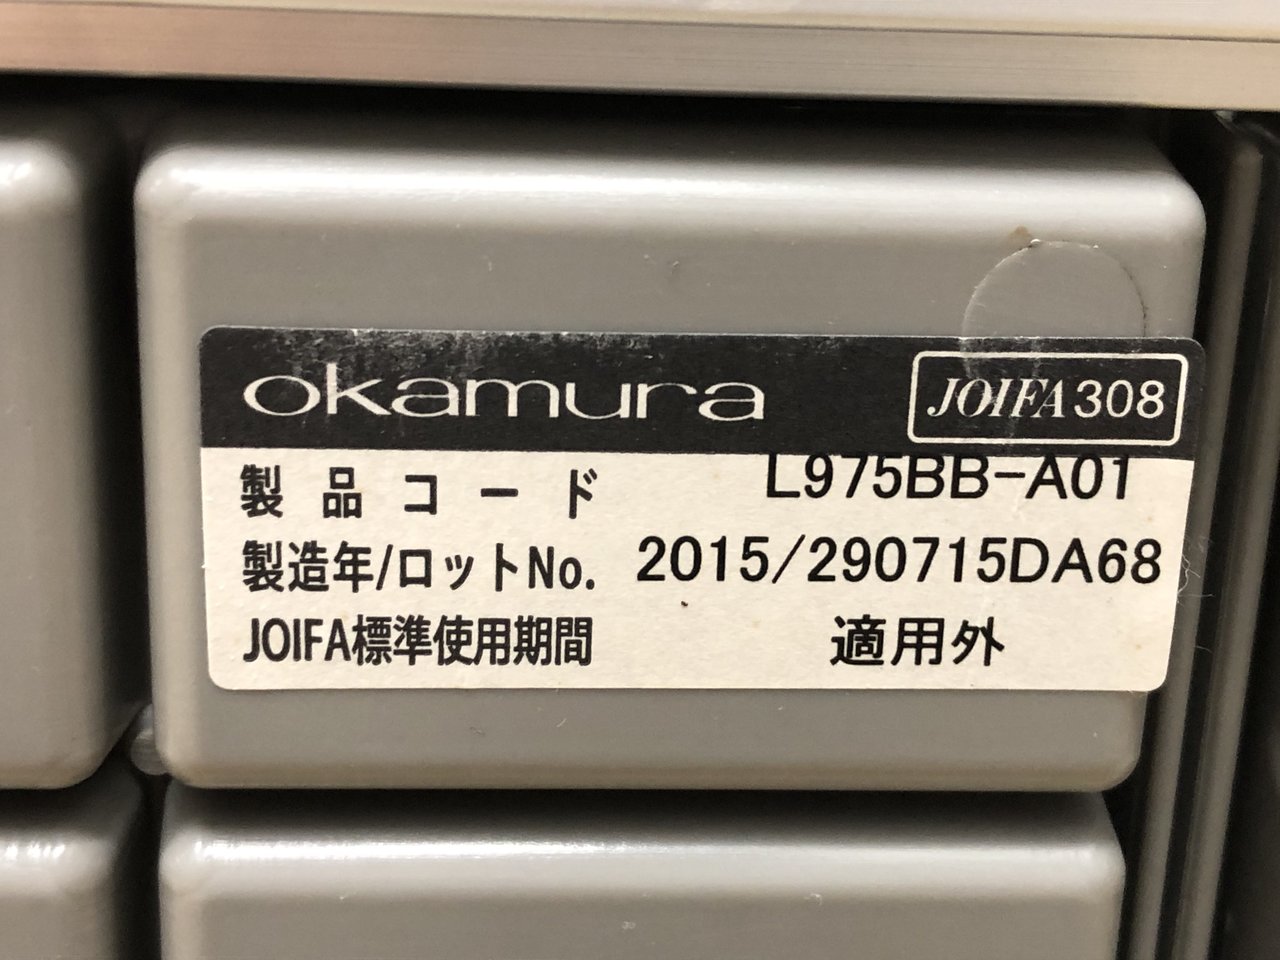 okamura JOIFA308
製品コード L975BB-A01
製造年/ロットNo. 2015/290715DA68
JOIFA標準使用期間 適用外